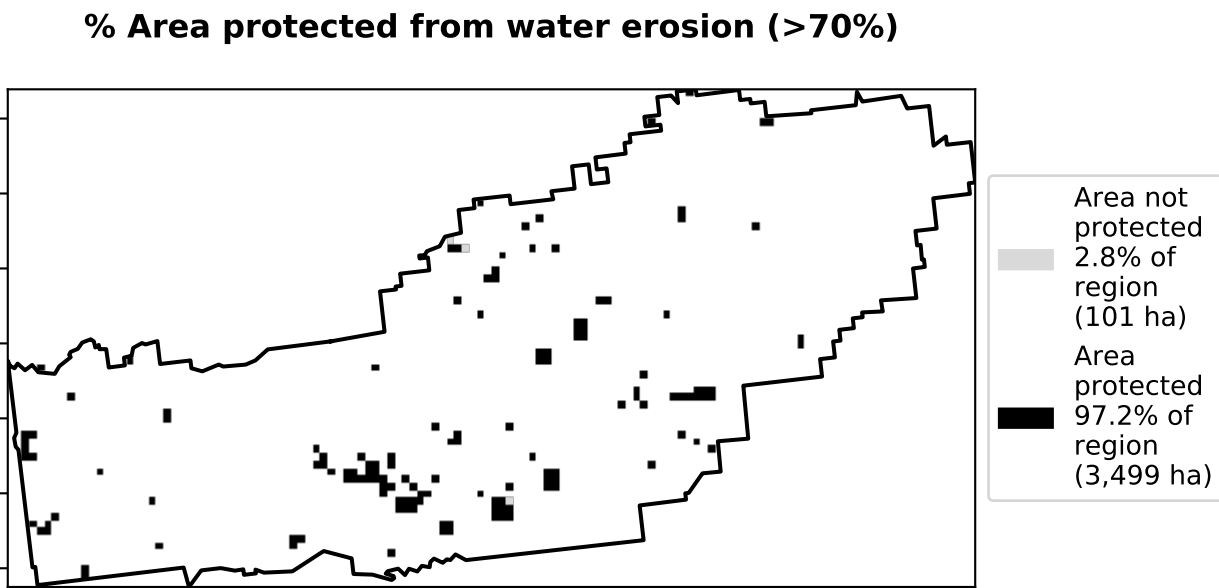 % Area protected from water erosion (>70%)
Area not
protected
2.8% of
region
(101 ha)
Area
protected
97.2% of
region
(3,499 ha)